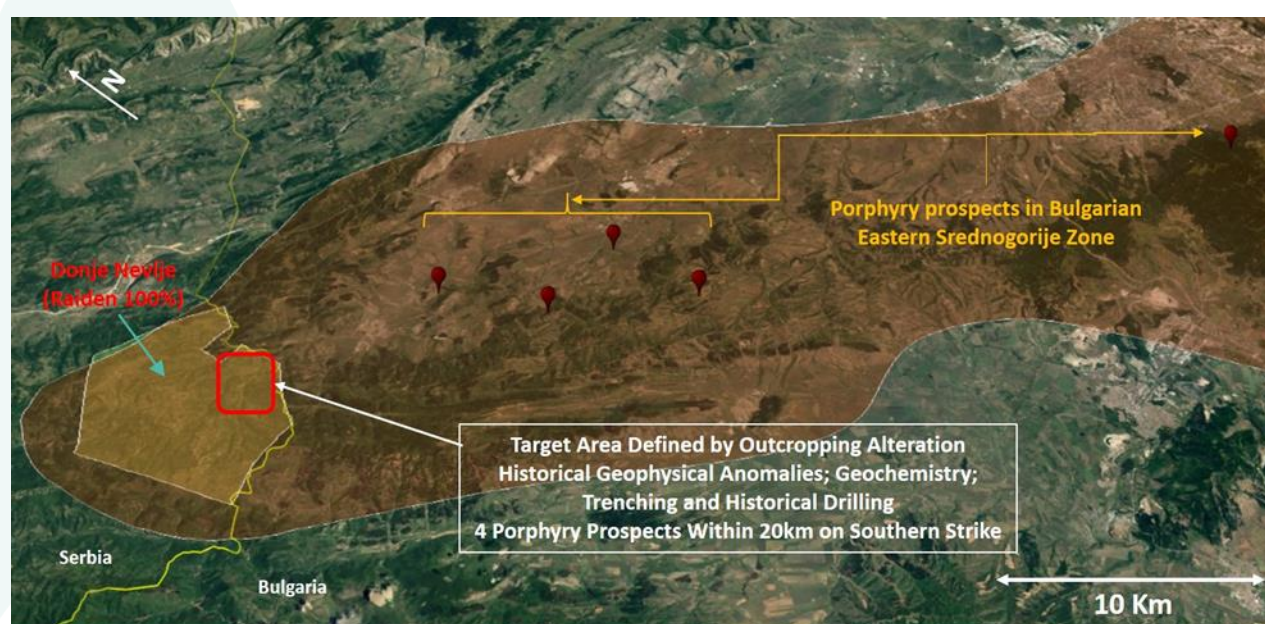 N
Porphyry prospects in Bulgarian
Eastern Srednogorije Zone
Donje Nevlje
(Raiden 100%)
Target Area Defined by Outcropping Alteration
Historical Geophysical Anomalies; Geochemistry;
Trenching and Historical Drilling
4 Porphyry Prospects Within 20km on Southern Strike
Serbia
Bulgaria
10 Km